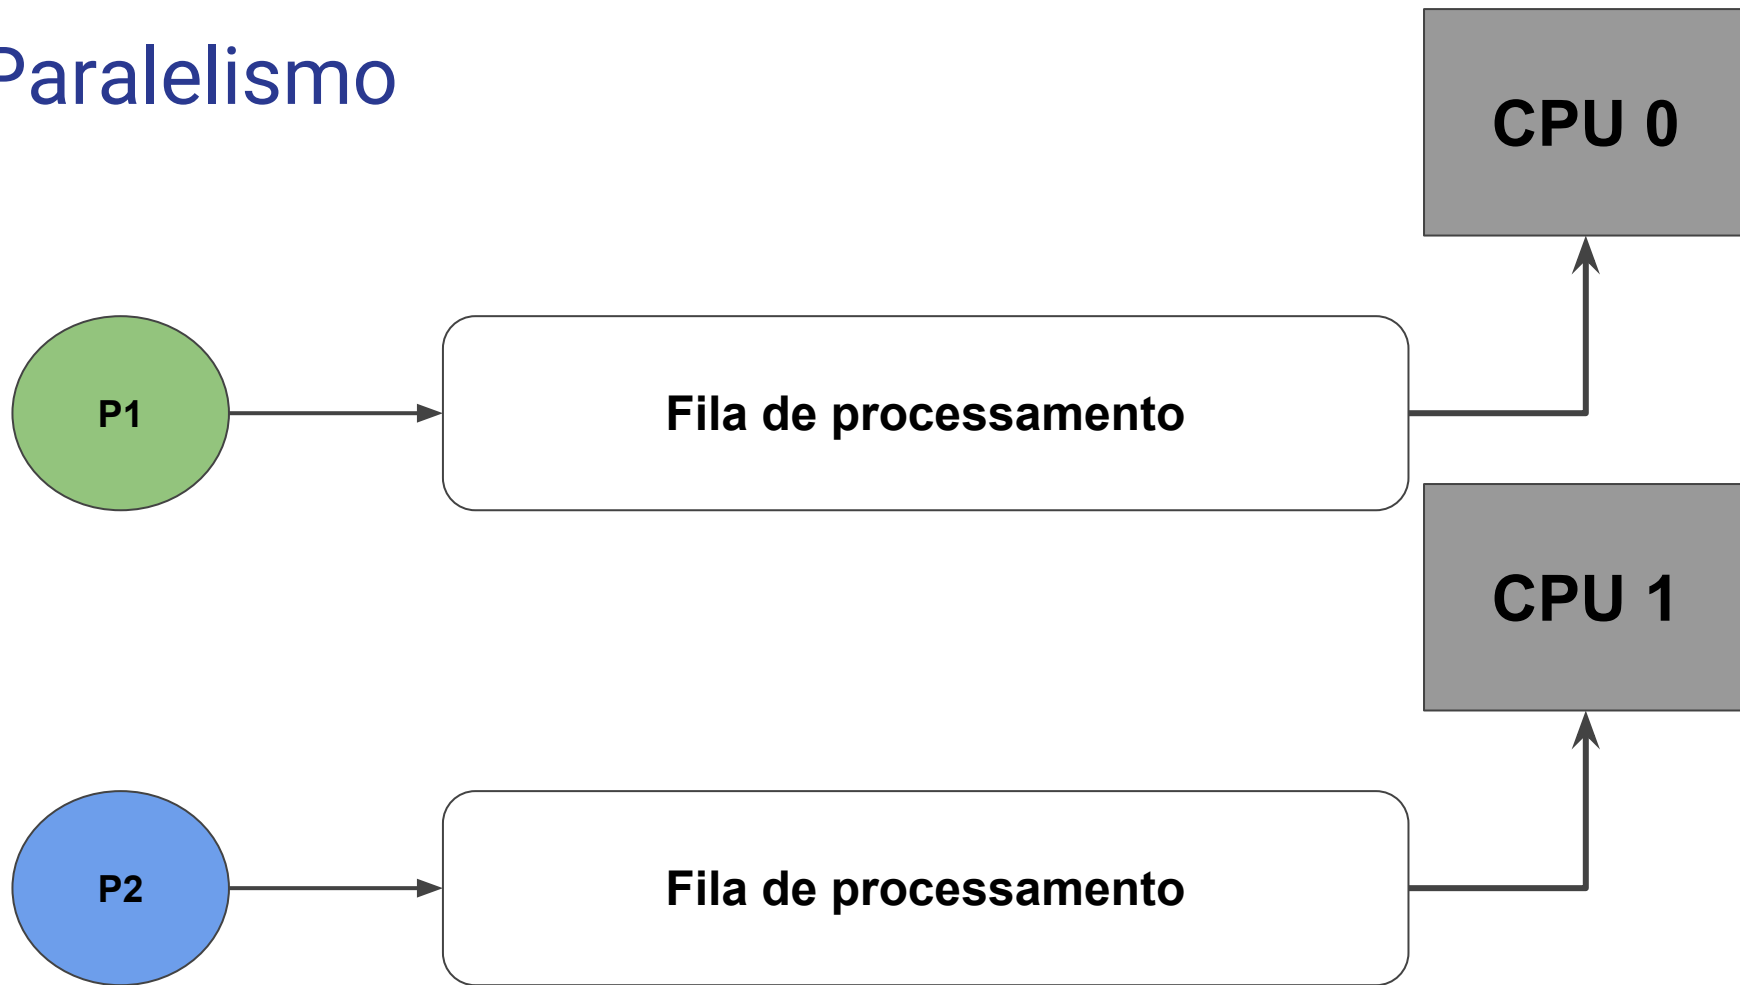 Paralelismo
CPU 0
P1
Fila de processamento
CPU 1
P2
Fila de processamento